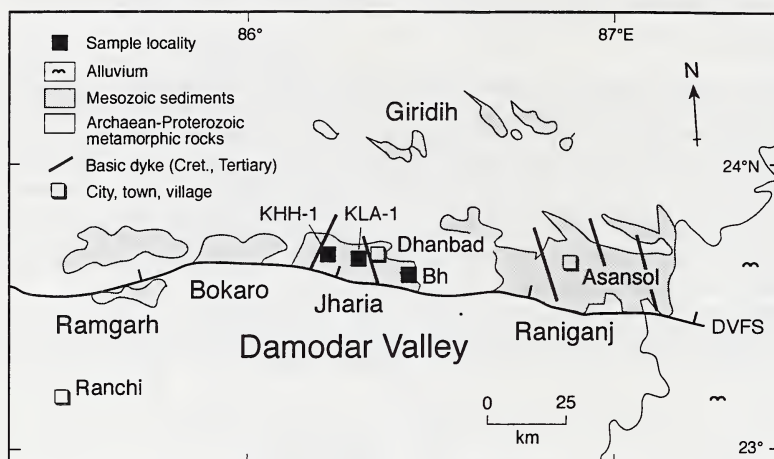 86°
87°E
Sample locality
Alluvium
Mesozoic sediments
Archaean-Proterozoic
metamorphic rocks
Basic dyke (Cret., Tertiary)
City, town, village
N
Giridih
24°N
KHH-1
KLA-1
Dhanbad
Bh
Asansol
Bokaro
Jharia
Ramgarh
Raniganj
DVFS
Damodar Valley
Ranchi
0 25
km
23°